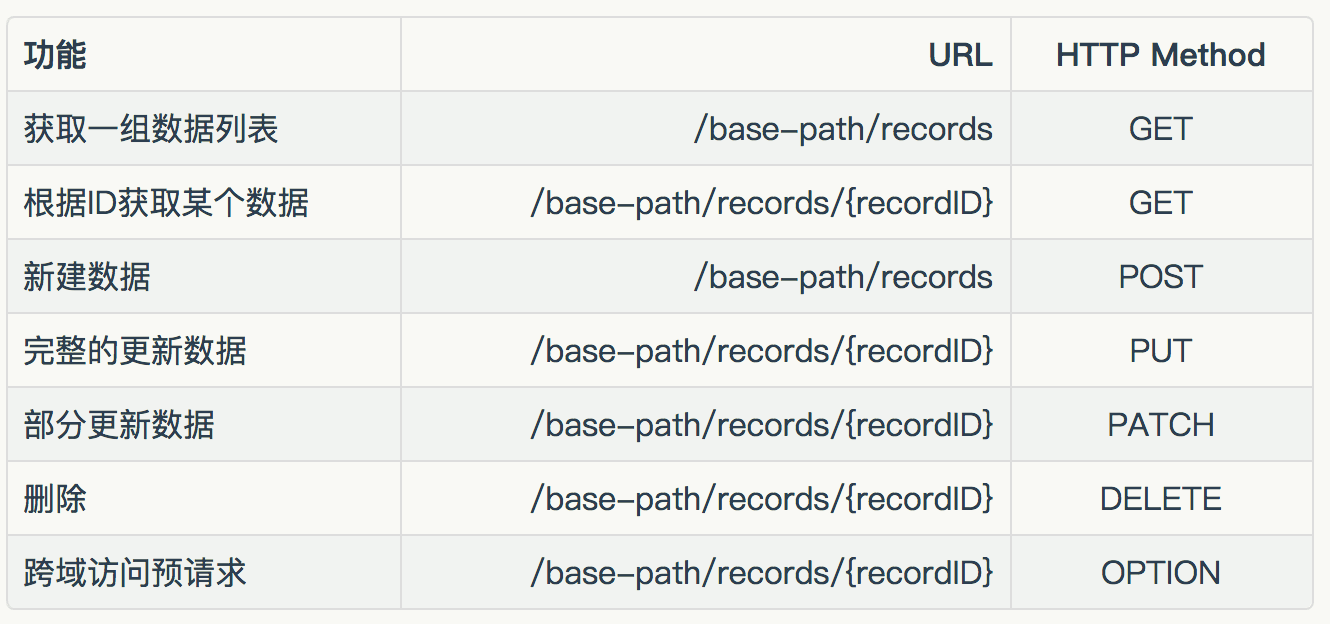 功能 URL HTTP Method
获取一组数据列表 /base-path/records GET
根据ID获取某个数据 /base-path/records/{recordID} GET
新建数据 /base-path/records POST
完整的更新数据 /base-path/records/{recordID} PUT
部分更新数据 /base-path/records/{recordID} PATCH
删除 /base-path/records/{recordID} DELETE
跨域访问预请求 /base-path/records/{recordID} OPTION